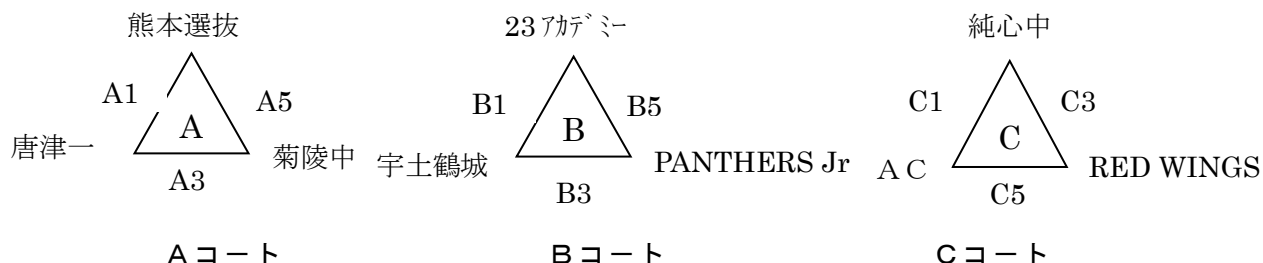 熊本選抜 23ｱｶﾃﾞﾐｰ 純心中
A1 A5 B1 B5 C1 C3
A B C
唐津一 菊陵中 宇土鶴城 PANTHERS Jr ＡＣ RED WINGS
A3 B3 C5
Ａコート Ｂコート Ｃコート